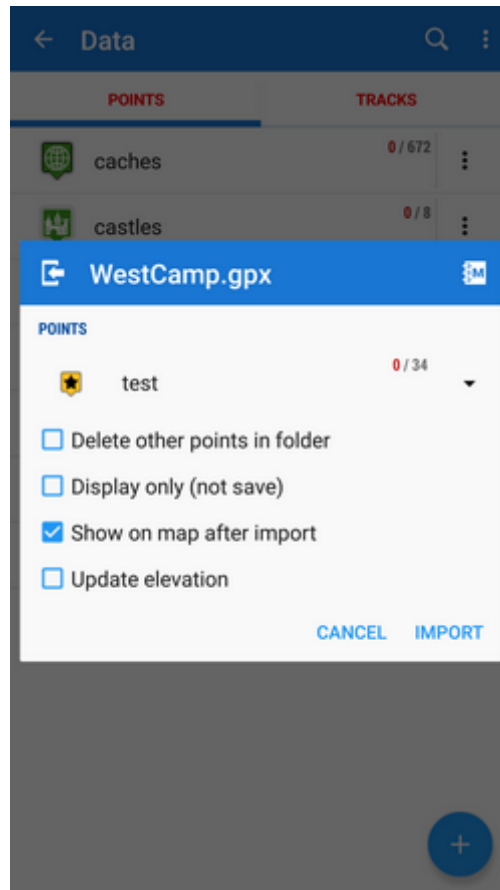 Data
POINTS TRACKS
caches 0 / 672
castles 0 / 8
WestCamp.gpx M
POINTS
test 0 / 34
Delete other points in folder
Display only (not save)
Show on map after import
Update elevation
CANCEL IMPORT